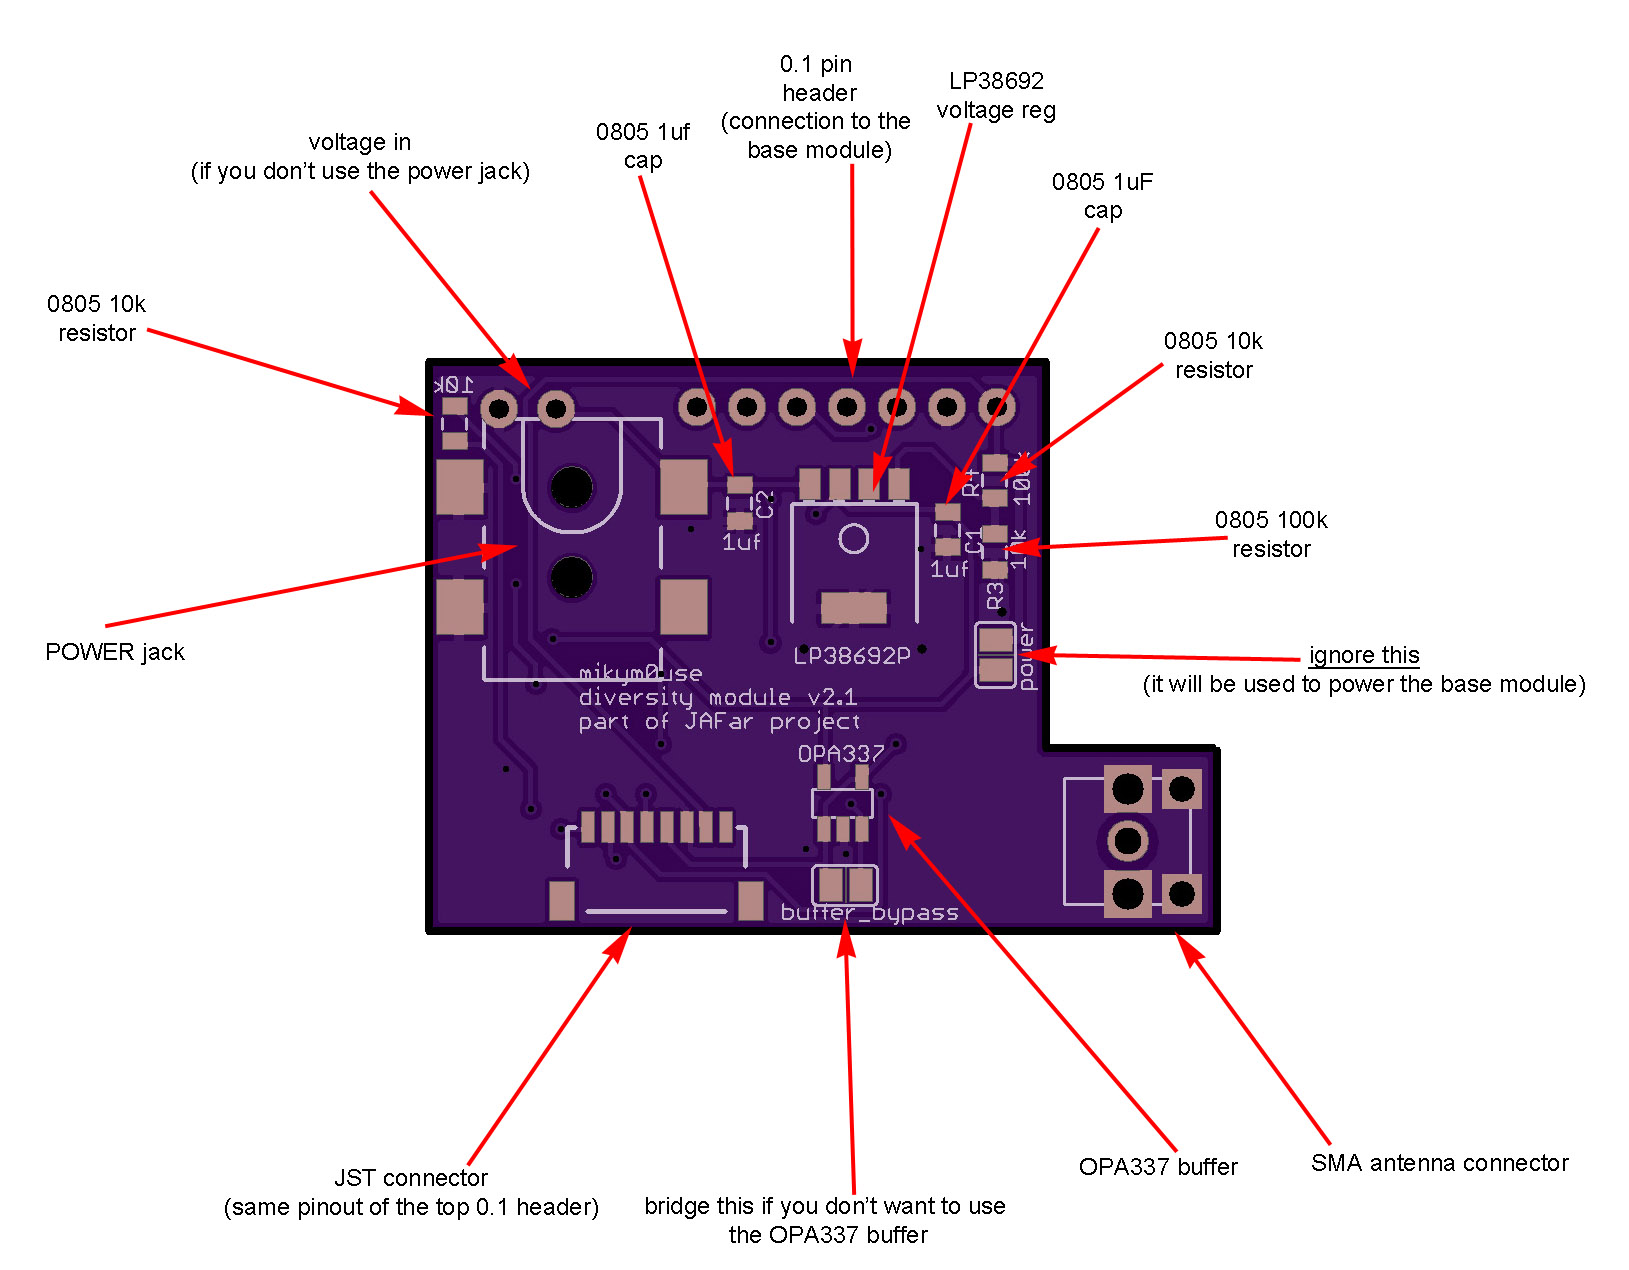 0.1 pin
header
(connection to the
base module)
LP38692
voltage reg
0805 1uf
cap
voltage in
(if you don't use the power jack)
0805 1uF
cap
0805 10k
resistor
0805 10k
resistor
10k
R4
100k
C2
1uf
C1
1uf
10k
R3
0805 100k
resistor
POWER jack
LP38692P
power
ignore this
(it will be used to power the base module)
mikym0use
diversity module v2.1
part of JAFar project
OPA337
buffer_bypass
JST connector
(same pinout of the top 0.1 header)
bridge this if you don't want to use
the OPA337 buffer
OPA337 buffer
SMA antenna connector